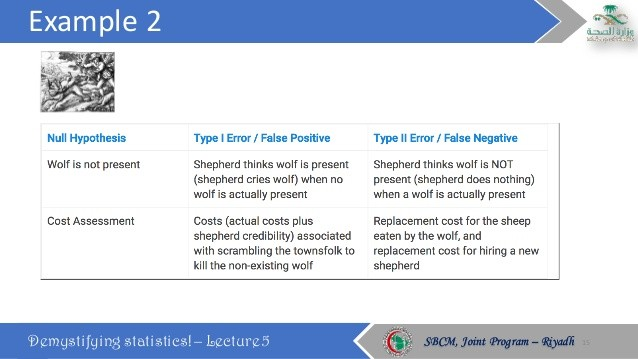 Example 2
وزارة الصحة
Null Hypothesis
Type I Error / False Positive
Type II Error / False Negative
Wolf is not present
Shepherd thinks wolf is present
(shepherd cries wolf) when no
wolf is actually present
Shepherd thinks wolf is NOT
present (shepherd does nothing)
when a wolf is actually present
Cost Assessment
Costs (actual costs plus
shepherd credibility) associated
with scrambling the townsfolk to
kill the non-existing wolf
Replacement cost for the sheep
eaten by the wolf, and
replacement cost for hiring a new
shepherd
Demystifying statistics! – Lecture 5
SBCM, Joint Program – Riyadh